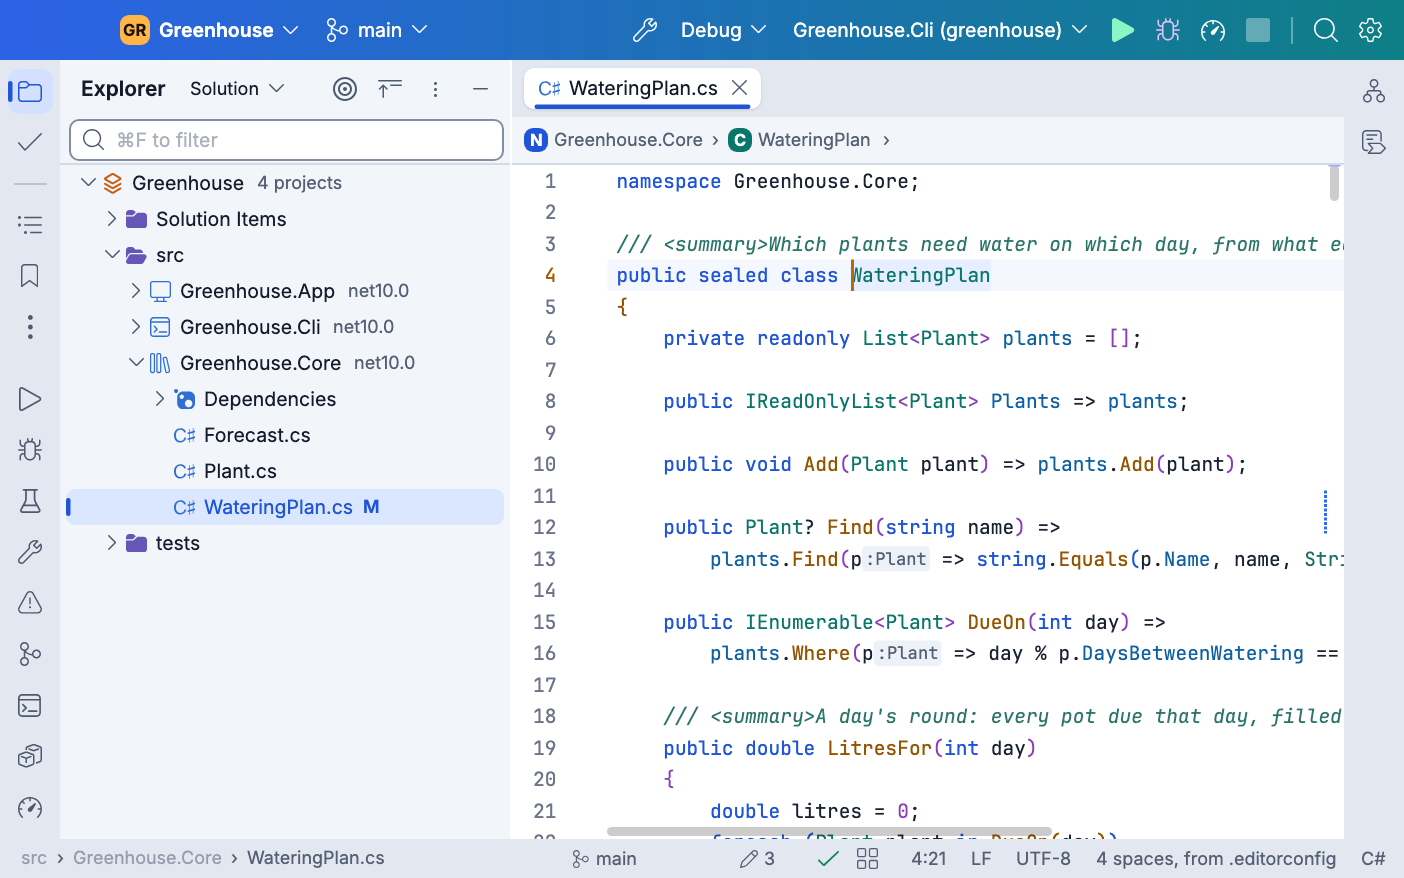 GR Greenhouse main Debug Greenhouse.Cli (greenhouse)
Explorer Solution
⌘F to filter
Greenhouse 4 projects
Solution Items
src
Greenhouse.App net10.0
Greenhouse.Cli net10.0
Greenhouse.Core net10.0
Dependencies
C# Forecast.cs
C# Plant.cs
C# WateringPlan.cs M
tests
C# WateringPlan.cs
N Greenhouse.Core › C WateringPlan ›
1 namespace Greenhouse.Core;
2
3 /// <summary>Which plants need water on which day, from what e
4 public sealed class WateringPlan
5 {
6 private readonly List<Plant> plants = [];
7
8 public IReadOnlyList<Plant> Plants => plants;
9
10 public void Add(Plant plant) => plants.Add(plant);
11
12 public Plant? Find(string name) =>
13 plants.Find(p:Plant => string.Equals(p.Name, name, Stri
14
15 public IEnumerable<Plant> DueOn(int day) =>
16 plants.Where(p:Plant => day % p.DaysBetweenWatering ==
17
18 /// <summary>A day's round: every pot due that day, filled
19 public double LitresFor(int day)
20 {
21 double litres = 0;
22 foreach (Plant plant in DueOn(day))
src › Greenhouse.Core › WateringPlan.cs main 3 4:21 LF UTF-8 4 spaces, from .editorconfig C#